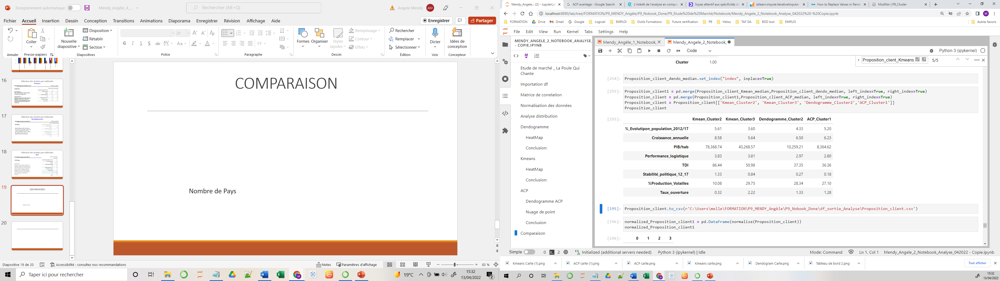 Enregistrement automatique
Mendy_Angèle_4_...
Rechercher (Alt+Q)
Angele Mendy
AM
Fichier Accueil Insertion Dessin Conception Transitions Animations Diaporama Enregistrer Révision Affichage Aide
Enregistrer
Partager
Annuler
Coller
Presse-papiers
Nouvelle diapositive
Disposition
Rétablir
Section
Diapositives
20
G I S S ab AV Aa A
Police
Paragraphe
Formes
Organiser
Styles rapides
Remplissage
Contour
Effets
Dessin
Rechercher
Remplacer
Sélectionner
Édition
Dicter
Voix
Idées de conception
Concepteur
16
Sélection des clusters par méthodes
Kmeans
17
Sélection des clusters par méthodes
Dendogramme
18
Sélection des clusters par méthodes
ACP
19
COMPARAISON
Nombre de Pays
20
COMPARAISON
Nombre de Pays
Diapositive 19 de 20
Accessibilité : consultez nos recommandations
Notes
Paramètres d'affichage
83 %
Taper ici pour rechercher
19°C
15:32
13/04/2022
2
Mendy_Angele... (2) - JupyterLa
ACP avantage - Google Search
L'intérêt de l'analyse en compos
Soyez attentif aux spécificités de
sklearn.impute.IterativeImputer
How to Replace Values in Panda
Modifier | P9_Cluster
localhost:8890/lab/tree/FORMATION/P9_MENDY_Angèle/P9_Nobook_Done/P9_Etude%20de%20Marché/Notebook/Mendy_Angele_2_Notebook_Analyse_042022%20-%20Copie.ipynb
M
FORMATION Drive Gmail Google Logiciel EMPLOI Outils Formations Future certification P9 Helou TAF DA BDD tool EMPLOI Autres favoris
File Edit View Run Kernel Tabs Settings Help
MENDY_ANGELE_2_NOTEBOOK_ANALYSE_
- COPIE.IPYNB
Etude de marché _ La Poule Qui
Chante
Importation df
Matrice de correlation
Normalisation des données
Analyse distribution
Dendogramme
HeatMap
Conclusion:
Kmeans
HeatMap
Conclusion:
ACP
Dendogramme ACP
Nuage de point
Conclusion
Comparaison
Mendy_Angèle_1_Notebook_
Mendy_Angele_2_Notebook_
Code
Python 3 (ipykernel)
Proposition_client_Kmeans_
5/5
Cluster 1.00
[254]: Proposition_client_dendo_median.set_index("index", inplace=True)
[255]: Proposition_client1 = pd.merge(Proposition_client_Kmean_median,Proposition_client_dendo_median, left_index=True, right_index=True)
Proposition_client = pd.merge(Proposition_client1,Proposition_client_ACP_median, left_index=True, right_index=True)
Proposition_client = Proposition_client[['Kmean_Cluster2', 'Kmean_Cluster3', 'Dendogramme_Cluster2','ACP_Cluster1']]
Proposition_client
[255]: Kmean_Cluster2 Kmean_Cluster3 Dendogramme_Cluster2 ACP_Cluster1
%_Evolutipon_population_2012/17 5.61 3.60 4.33 5.20
Croissance_annuelle 8.58 5.64 6.50 6.23
PIB/hab 78,368.74 43,268.57 10,259.21 8,364.62
Performance_logistique 3.83 3.81 2.97 2.80
TDI 86.44 50.98 37.35 36.36
Stabilité_politique_12_17 1.33 0.84 0.27 0.18
%Production_Volailles 10.08 29.75 28.34 27.10
Taux_ouverture 0.32 2.22 1.33 1.28
[195]: Proposition_client.to_csv(r'C:\Users\melle\FORMATION\P9_MENDY_Angèle\P9_Nobook_Done\df_sortie_Analyse\Proposition_client.csv')
[196]: normalized_Proposition_client1 = pd.DataFrame(normalize(Proposition_client))
normalized_Proposition_client1
[196]: 0 1 2 3
Simple 0 2 Initialized (additional servers needed) Python 3 (ipykernel) | Idle Mode: Command Ln 1, Col 1 Mendy_Angele_2_Notebook_Analyse_042022 - Copie.ipynb
Kmeans Carte (1).png
ACP carte (1).png
ACP carte.png
Kmeans carte.png
Dendogram Carte.png
Tableau de bord 2.png
Tout afficher
15:32
13/04/2022